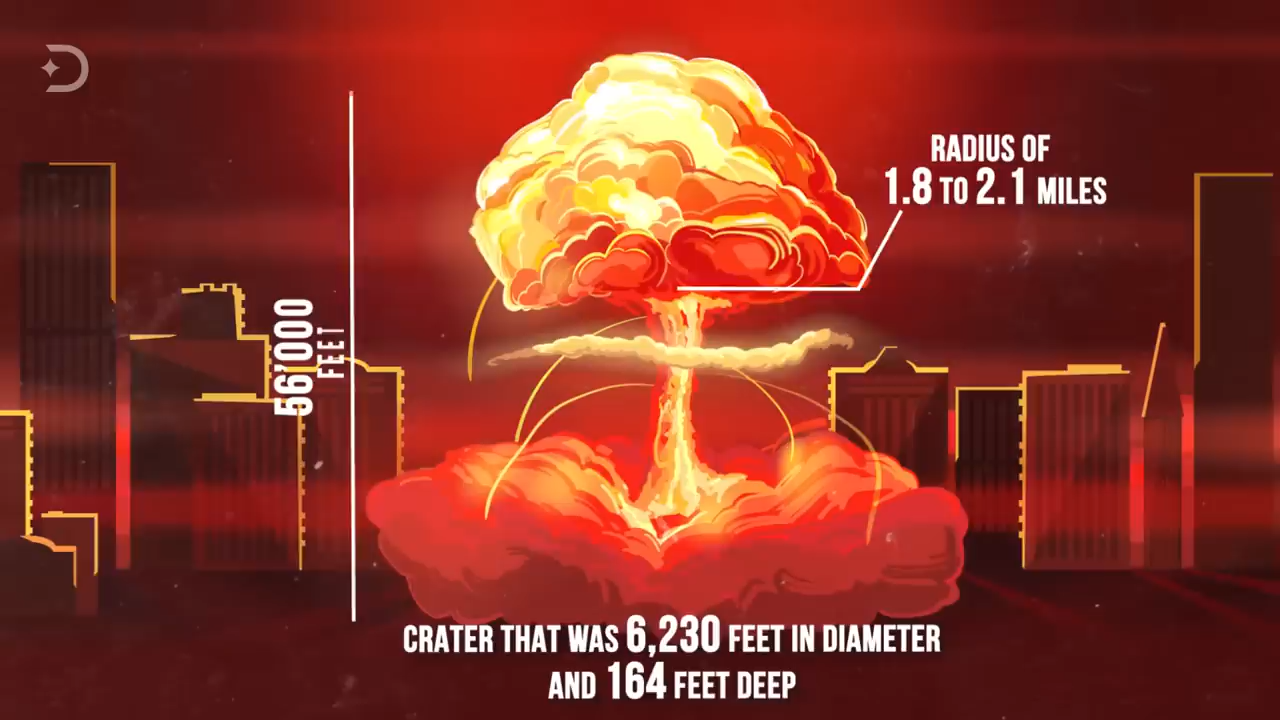 RADIUS OF
1.8 TO 2.1 MILES
56'000
FEET
CRATER THAT WAS 6,230 FEET IN DIAMETER
AND 164 FEET DEEP